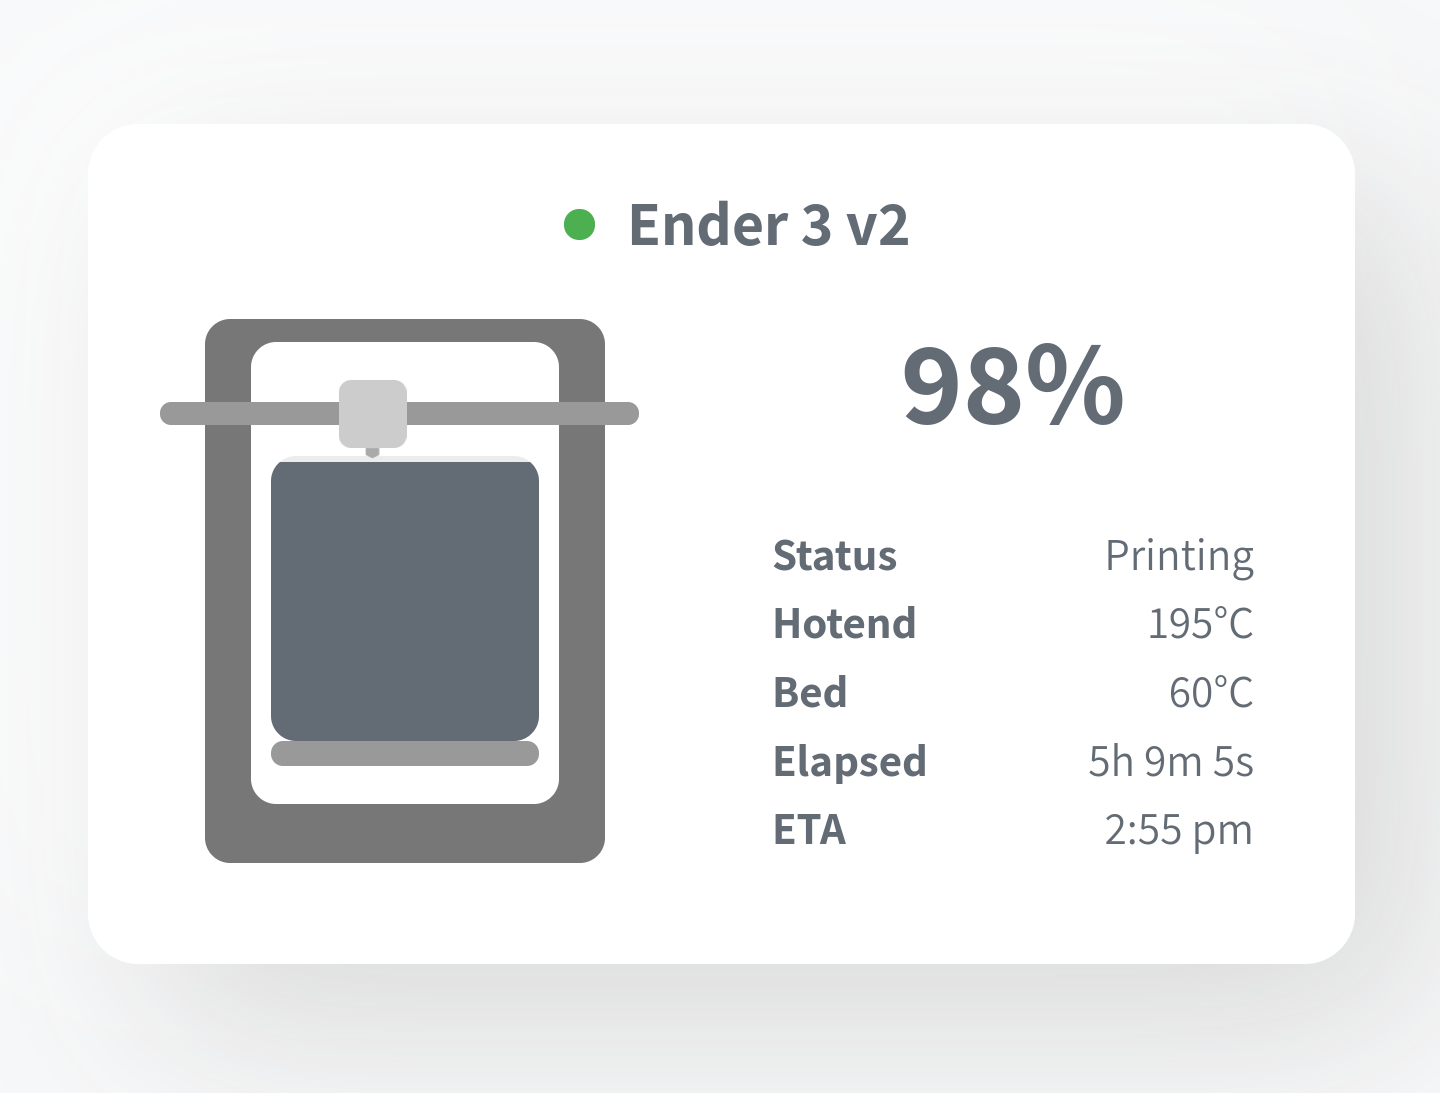 Ender 3 v2
98%
Status Printing
Hotend 195°C
Bed 60°C
Elapsed 5h 9m 5s
ETA 2:55 pm